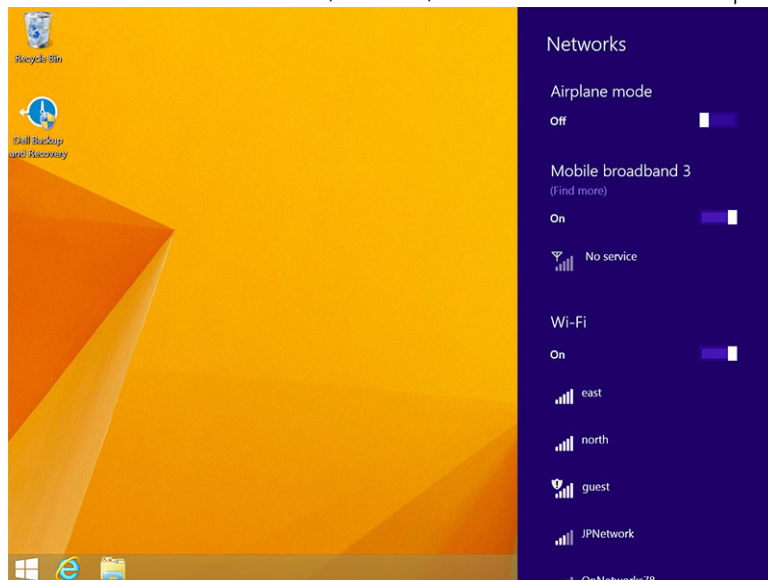 Recycle Bin
Dell Backup
and Recovery
Networks
Airplane mode
Off
Mobile broadband 3
(Find more)
On
No service
Wi-Fi
On
east
north
guest
JPNetwork